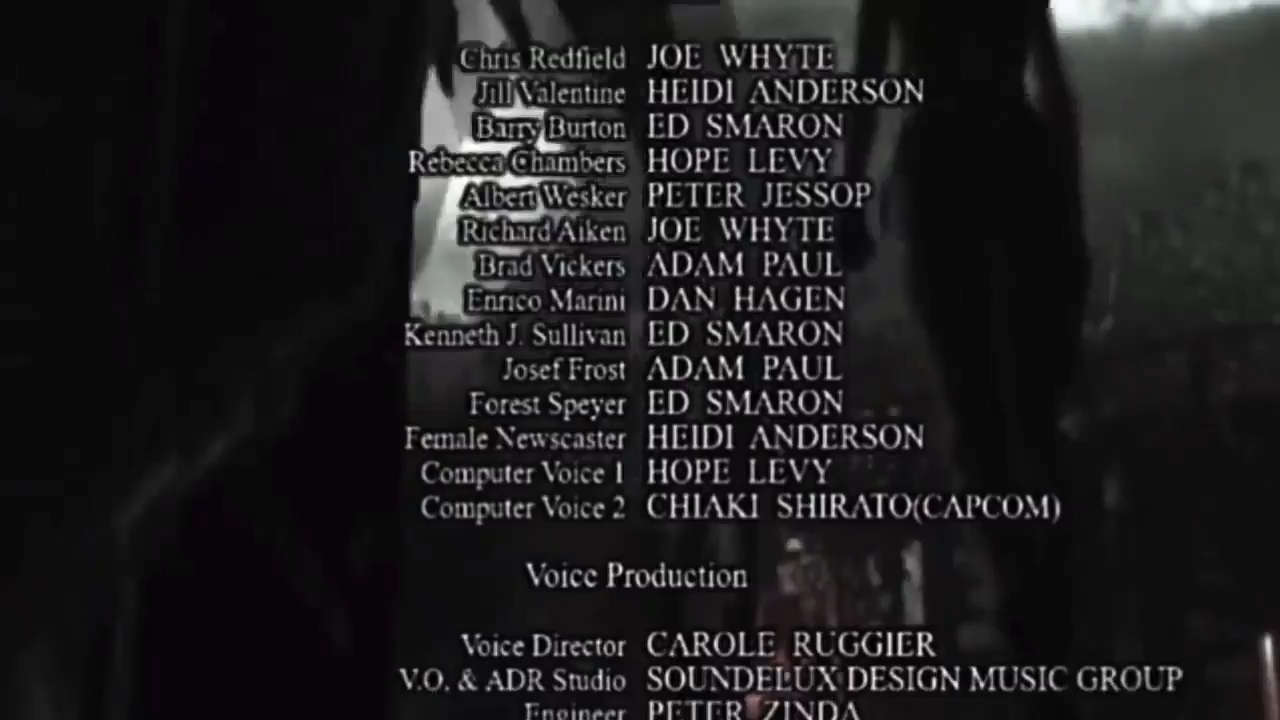 Chris Redfield JOE WHYTE
Jill Valentine HEIDI ANDERSON
Barry Burton ED SMARON
Rebecca Chambers HOPE LEVY
Albert Wesker PETER JESSOP
Richard Aiken JOE WHYTE
Brad Vickers ADAM PAUL
Enrico Marini DAN HAGEN
Kenneth J. Sullivan ED SMARON
Josef Frost ADAM PAUL
Forest Speyer ED SMARON
Female Newscaster HEIDI ANDERSON
Computer Voice 1 HOPE LEVY
Computer Voice 2 CHIAKI SHIRATO(CAPCOM)
Voice Production
Voice Director CAROLE RUGGIER
V.O. & ADR Studio SOUNDELUX DESIGN MUSIC GROUP
Engineer PETER ZINDA